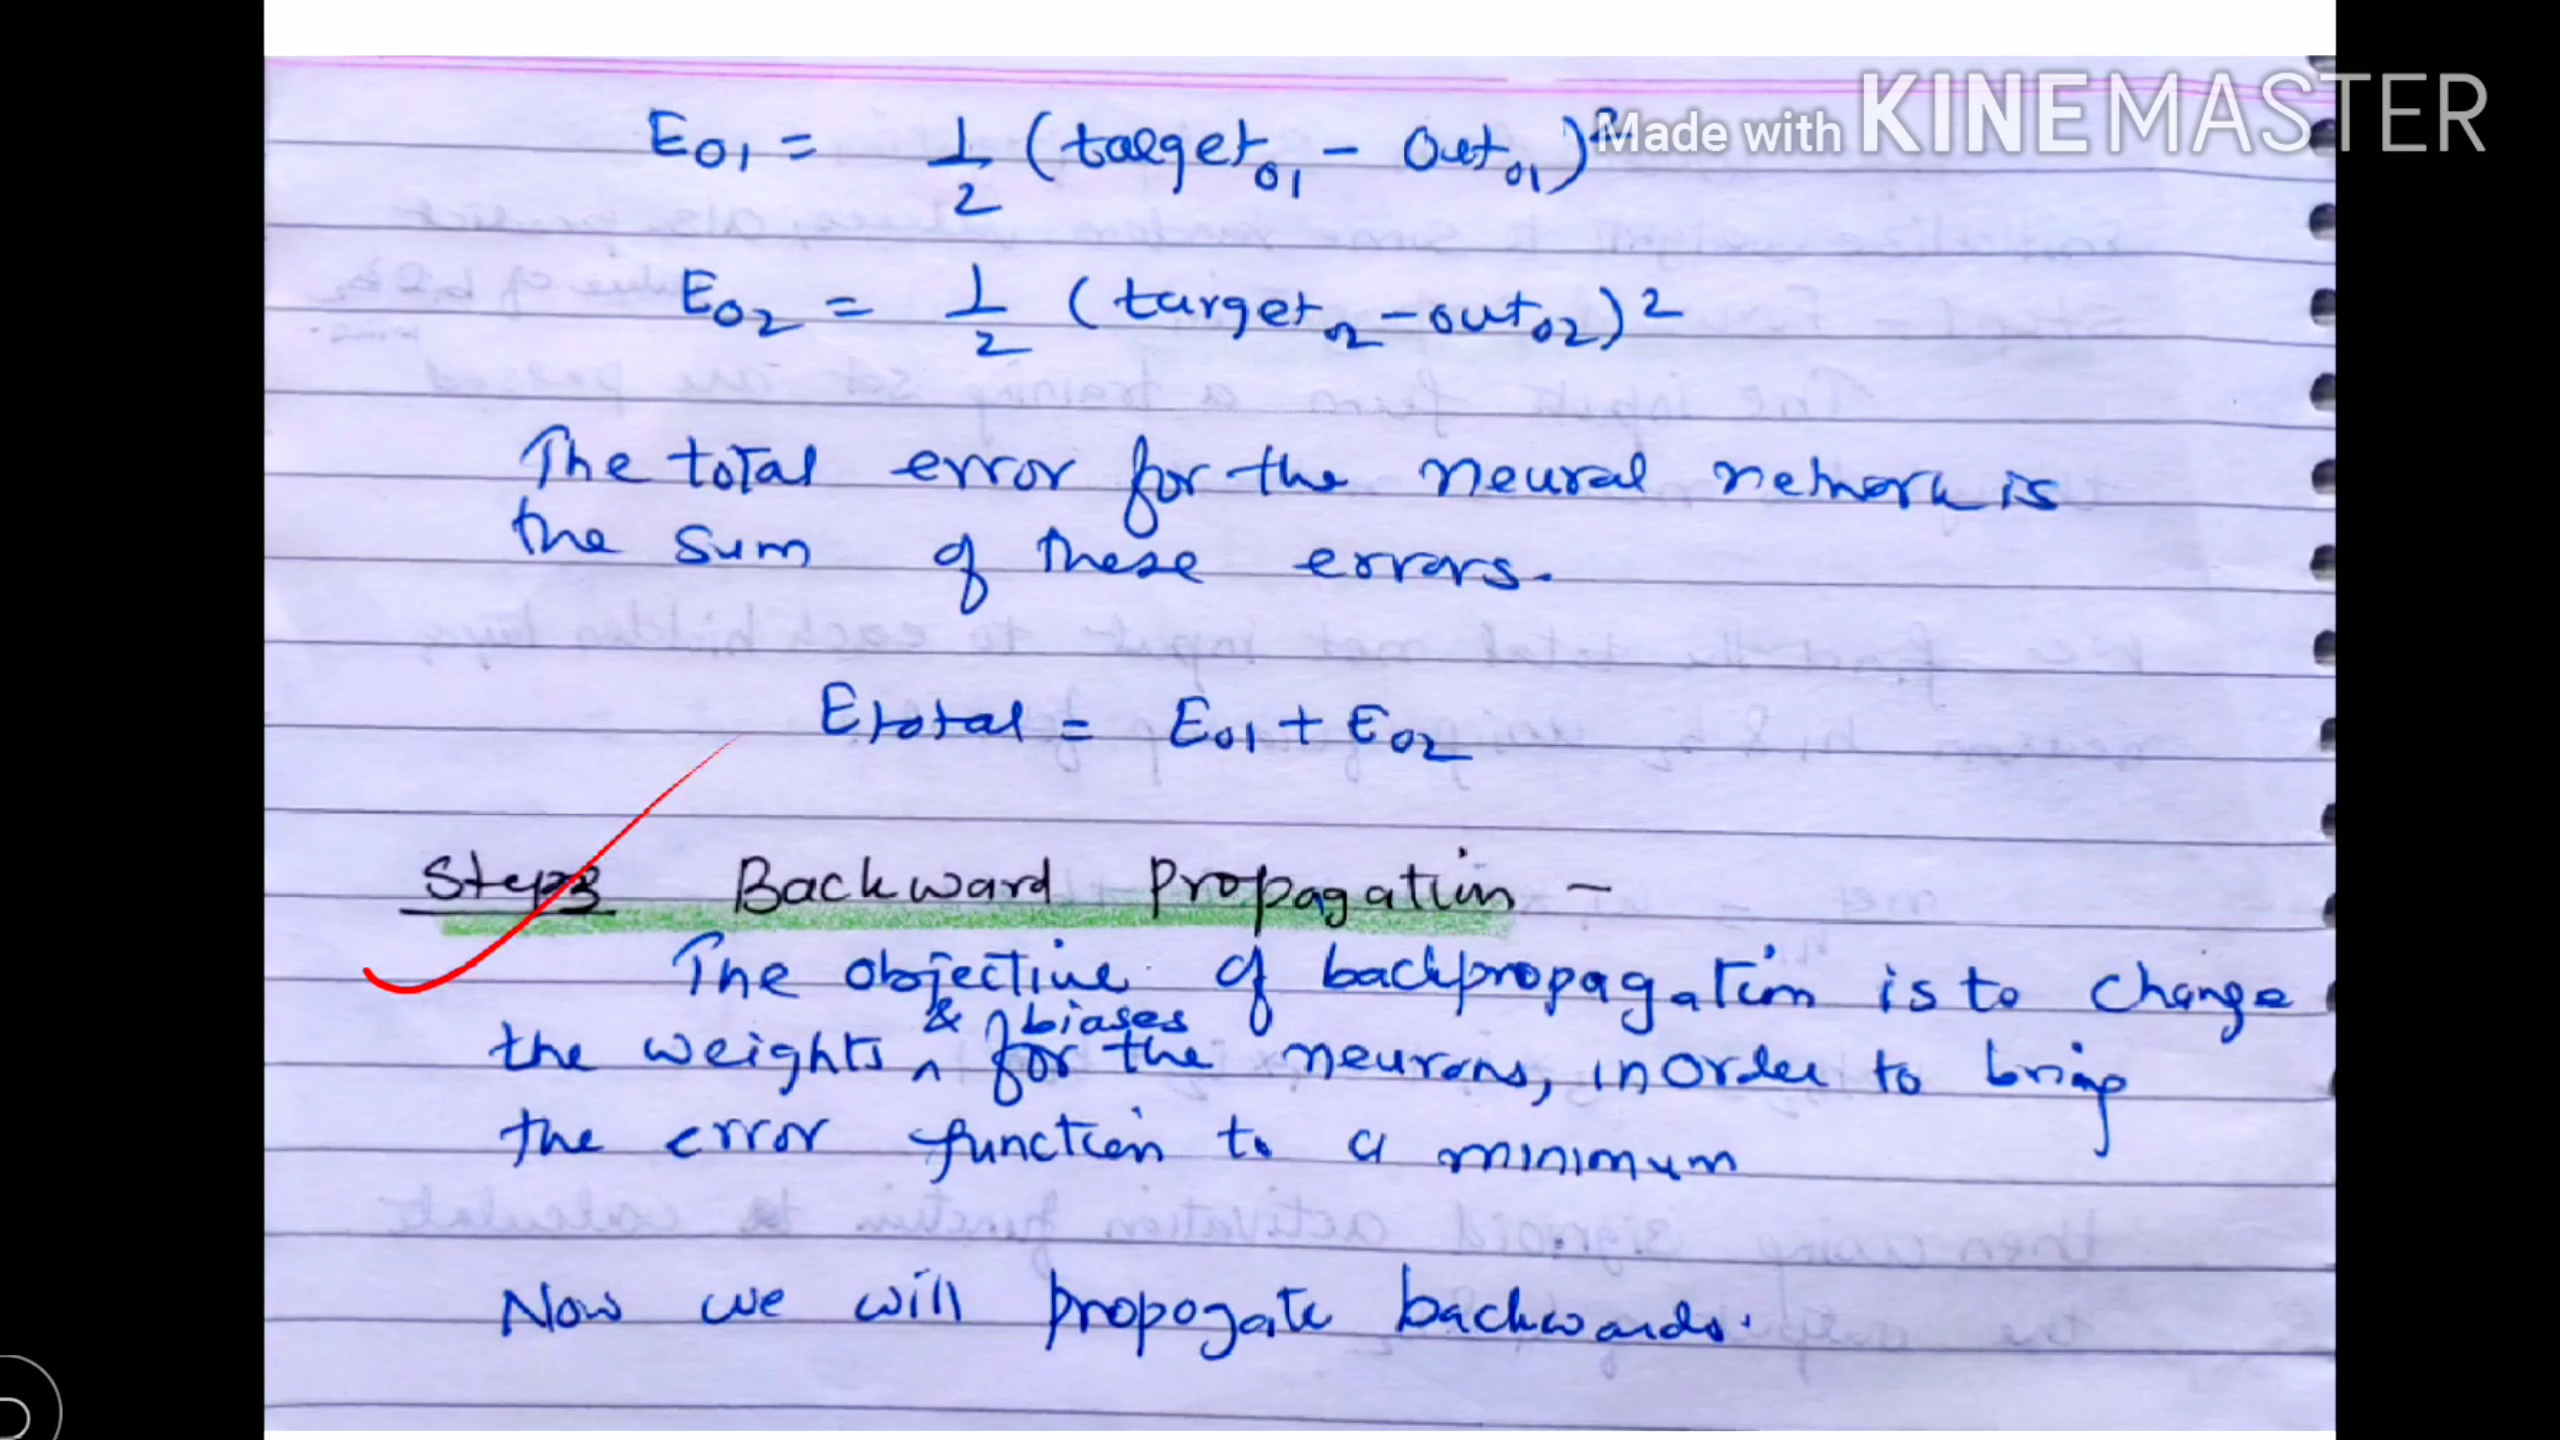 Made with KINEMASTER
E₀₁ = 1/2 (target₀₁ - Out₀₁)²
E₀₂ = 1/2 (target₀₂ - out₀₂)²
The total error for the neural network is
the sum of these errors.
Etotal = E₀₁ + E₀₂
Step3 Backward Propagation -
The objective of backpropagation is to change
the weights & biases for the neurons, in order to bring
the error function to a minimum
Now we will propogate backwards.